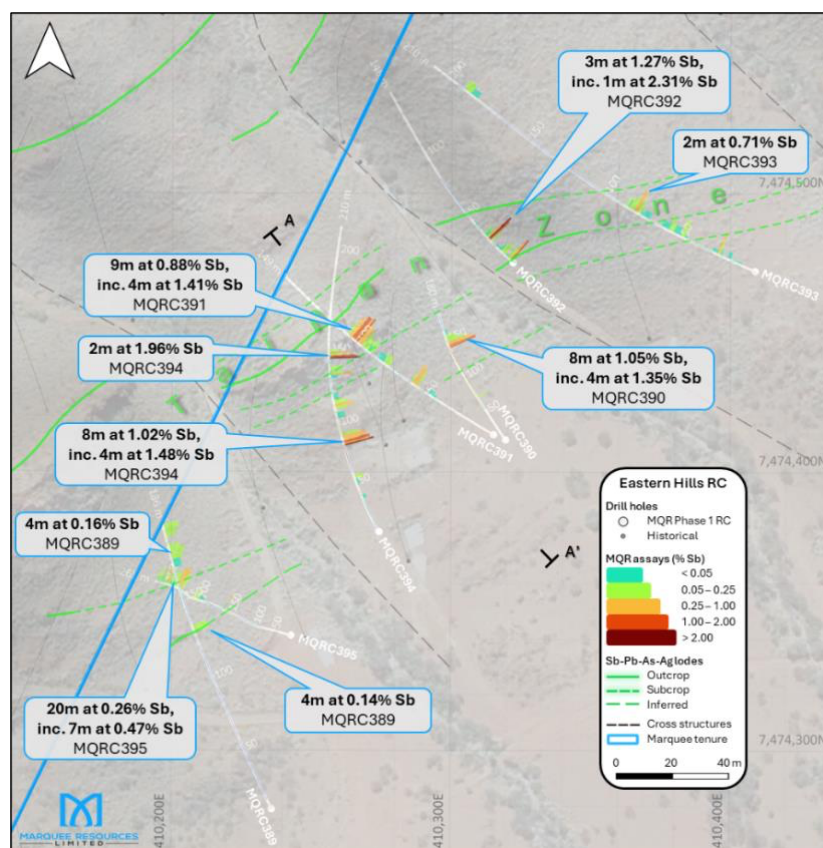 3m at 1.27% Sb,
inc. 1m at 2.31% Sb
MQRC392
2m at 0.71% Sb
MQRC393
7,474,500N
A
Zone
MQRC392
MQRC393
9m at 0.88% Sb,
inc. 4m at 1.41% Sb
MQRC391
2m at 1.96% Sb
MQRC394
8m at 1.05% Sb,
inc. 4m at 1.35% Sb
MQRC390
MQRC391
MQRC390
8m at 1.02% Sb,
inc. 4m at 1.48% Sb
MQRC394
7,474,400N
4m at 0.16% Sb
MQRC389
MQRC394
A'
MQRC395
20m at 0.26% Sb,
inc. 7m at 0.47% Sb
MQRC395
4m at 0.14% Sb
MQRC389
MQRC389
Eastern Hills RC
Drill holes
MQR Phase 1 RC
Historical
MQR assays (% Sb)
< 0.05
0.05 – 0.25
0.25 – 1.00
1.00 – 2.00
> 2.00
Sb-Pb-As-Ag lodes
Outcrop
Subcrop
Inferred
Cross structures
Marquee tenure
0 20 40 m
7,474,300N
410,200E
410,300E
410,400E
MARQUEE RESOURCES
LIMITED